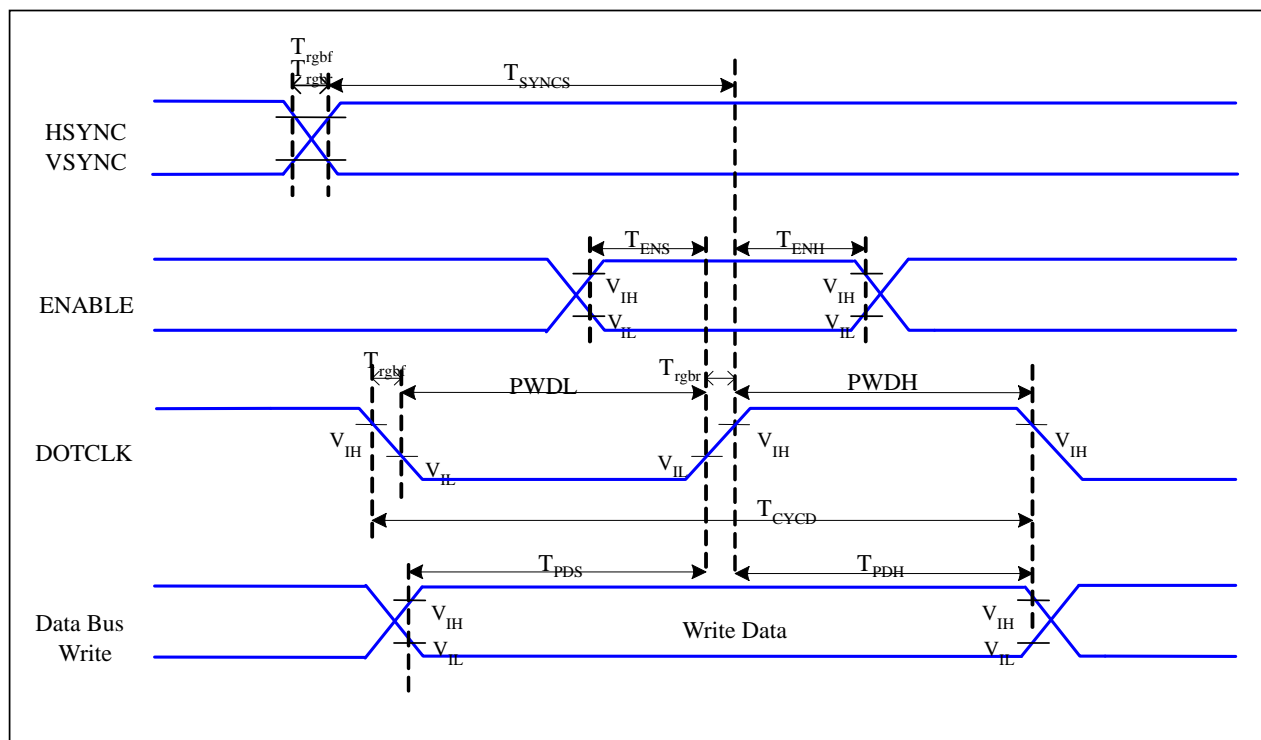 Trgbf
Trgbr
TSYNCS
HSYNC
VSYNC
TENS
TENH
ENABLE
VIH
VIH
VIL
VIL
Trgbf
PWDL
Trgbr
PWDH
DOTCLK
VIH
VIL
VIL
VIH
VIH
TCYCD
TPDS
TPDH
Data Bus
Write
VIH
Write Data
VIH
VIL
VIL